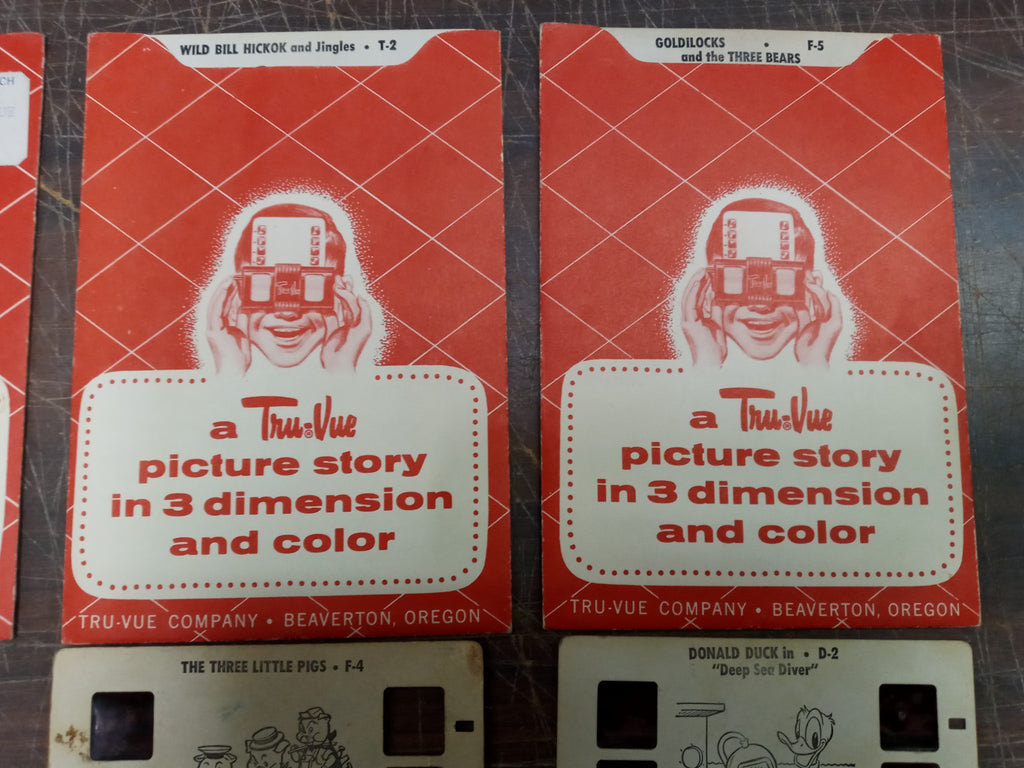 CH
UE
WILD BILL HICKOK and Jingles • T-2
a Tru-Vue®
picture story
in 3 dimension
and color
TRU-VUE COMPANY • BEAVERTON, OREGON
GOLDILOCKS • F-5
and the THREE BEARS
a Tru-Vue®
picture story
in 3 dimension
and color
TRU-VUE COMPANY • BEAVERTON, OREGON
THE THREE LITTLE PIGS • F-4
DONALD DUCK in • D-2
"Deep Sea Diver"